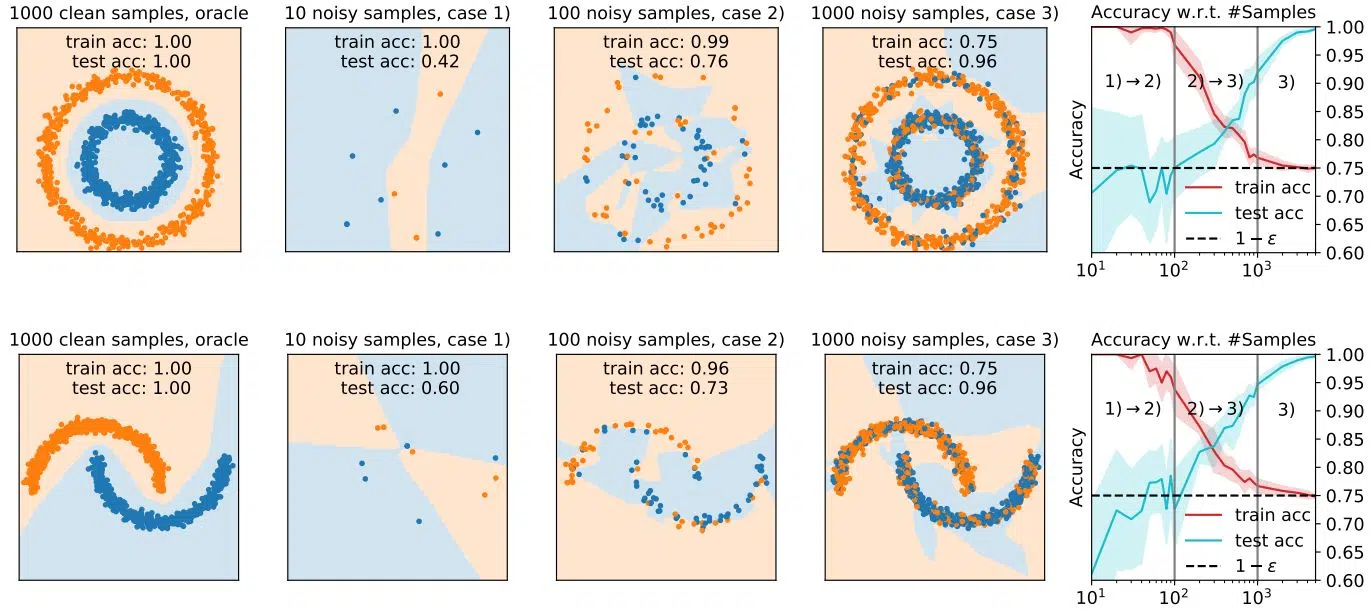 1000 clean samples, oracle
train acc: 1.00
test acc: 1.00
10 noisy samples, case 1)
train acc: 1.00
test acc: 0.42
100 noisy samples, case 2)
train acc: 0.99
test acc: 0.76
1000 noisy samples, case 3)
train acc: 0.75
test acc: 0.96
Accuracy w.r.t. #Samples
1) → 2)
2) → 3)
3)
Accuracy
1.00
0.95
0.90
0.85
0.80
0.75
0.70
0.65
0.60
train acc
test acc
1 − ε
10¹
10²
10³
1000 clean samples, oracle
train acc: 1.00
test acc: 1.00
10 noisy samples, case 1)
train acc: 1.00
test acc: 0.60
100 noisy samples, case 2)
train acc: 0.96
test acc: 0.73
1000 noisy samples, case 3)
train acc: 0.75
test acc: 0.96
Accuracy w.r.t. #Samples
1) → 2)
2) → 3)
3)
Accuracy
1.00
0.95
0.90
0.85
0.80
0.75
0.70
0.65
0.60
train acc
test acc
1 − ε
10¹
10²
10³